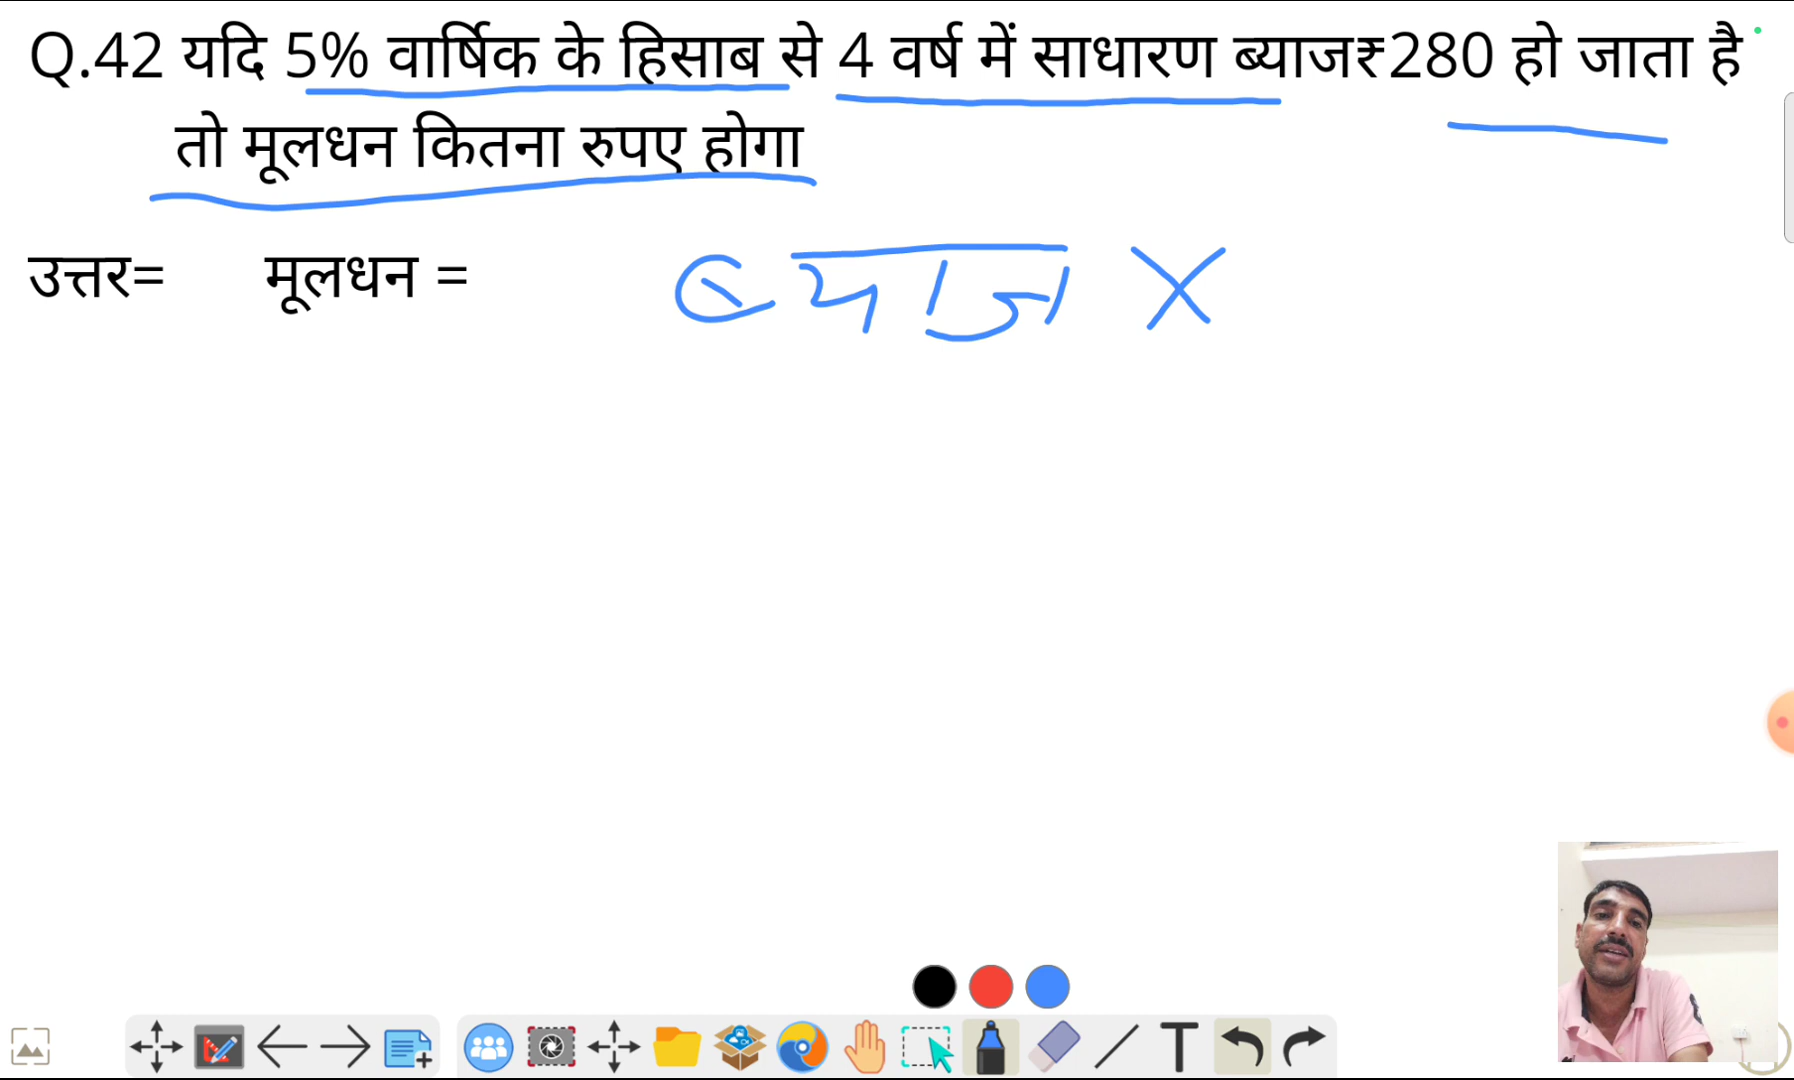 Q.42 यदि 5% वार्षिक के हिसाब से 4 वर्ष में साधारण ब्याज₹280 हो जाता है
तो मूलधन कितना रुपए होगा
उत्तर= मूलधन = ब्याज ×